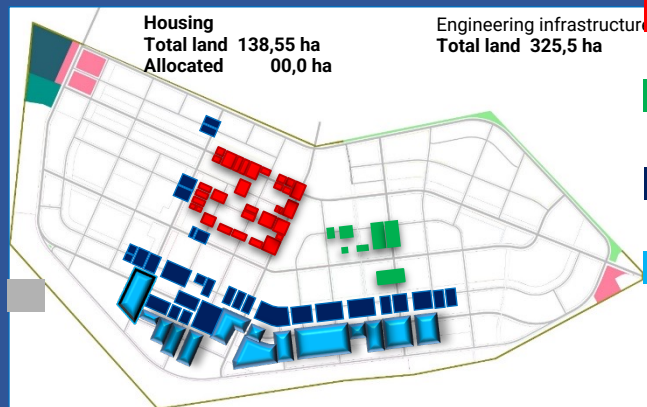 Housing
Total land 138,55 ha
Allocated 00,0 ha
Engineering infrastructure
Total land 325,5 ha